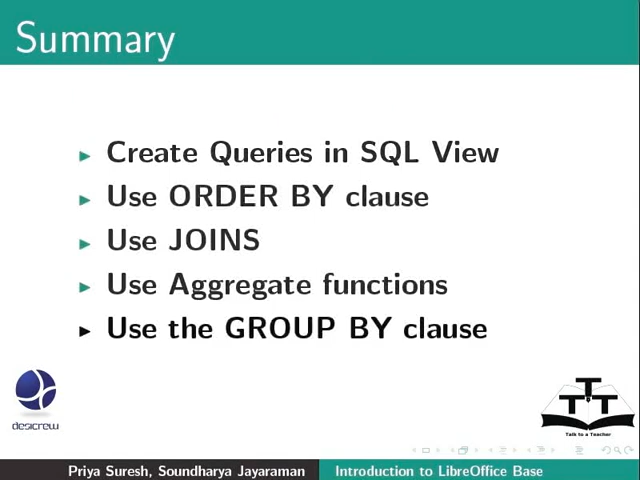 Summary
Create Queries in SQL View
Use ORDER BY clause
Use JOINS
Use Aggregate functions
Use the GROUP BY clause
desicrew
T
T T
Talk to a Teacher
Priya Suresh, Soundharya Jayaraman Introduction to LibreOffice Base